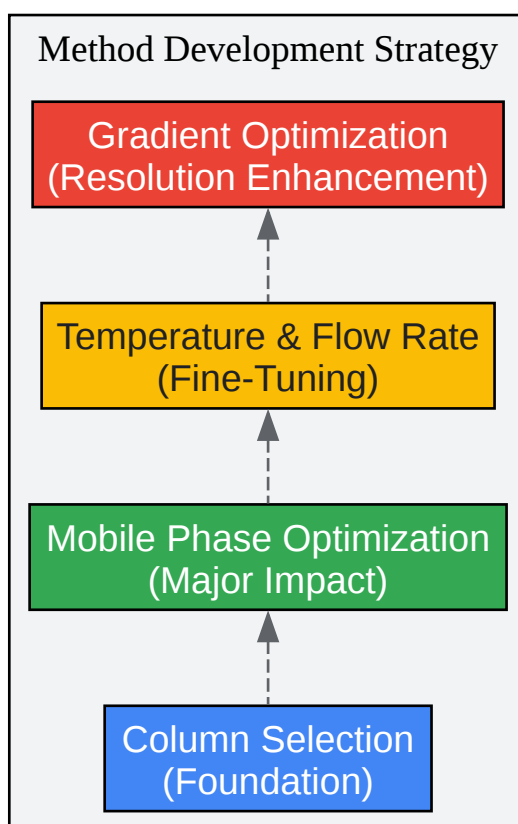 Method Development Strategy
Gradient Optimization
(Resolution Enhancement)
Temperature & Flow Rate
(Fine-Tuning)
Mobile Phase Optimization
(Major Impact)
Column Selection
(Foundation)